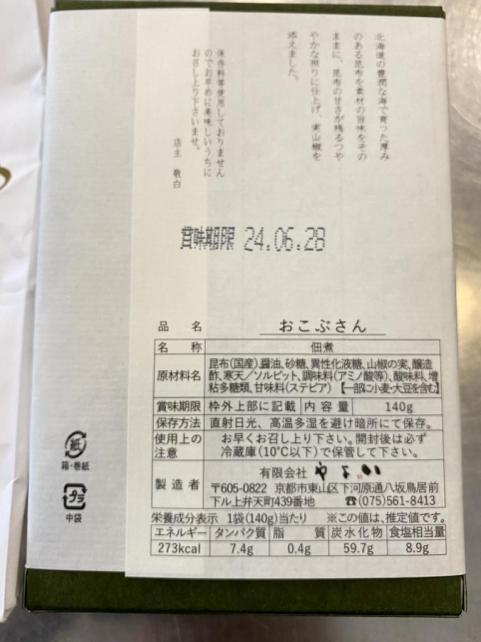 北海道の豊潤な海で育った厚み
のある昆布を素材の旨味をその
ままに、昆布の甘さが残るつや
やかな照りに仕上げ、実山椒を
添えました。
保存料等使用しておりません
のでお早めに美味しいうちに
お召し上り下さいませ。
店主 敬白
賞味期限 24.06.28
品名 おこぶさん
名称 佃煮
原材料名 昆布(国産)、醤油、砂糖、異性化液糖、山椒の実、醸造
酢、寒天／ソルビット、調味料(アミノ酸等)、酸味料、増
粘多糖類、甘味料(ステビア) 【一部に小麦・大豆を含む】
賞味期限 枠外上部に記載 内容量 140g
保存方法 直射日光、高温多湿を避け暗所にて保存。
使用上の注意 お早うお召し上り下さい。開封後は必ず
冷蔵庫(10℃以下)で保管して下さい。
製造者 有限会社 やよい
〒605-0822 京都市東山区下河原通八坂鳥居前
下ル上弁天町439番地 ☎(075)561-8413
栄養成分表示 1袋(140g)当たり ※この値は、推定値です。
エネルギー タンパク質 脂質 炭水化物 食塩相当量
273kcal 7.4g 0.4g 59.7g 8.9g
紙
箱・巻紙
プラ
中袋